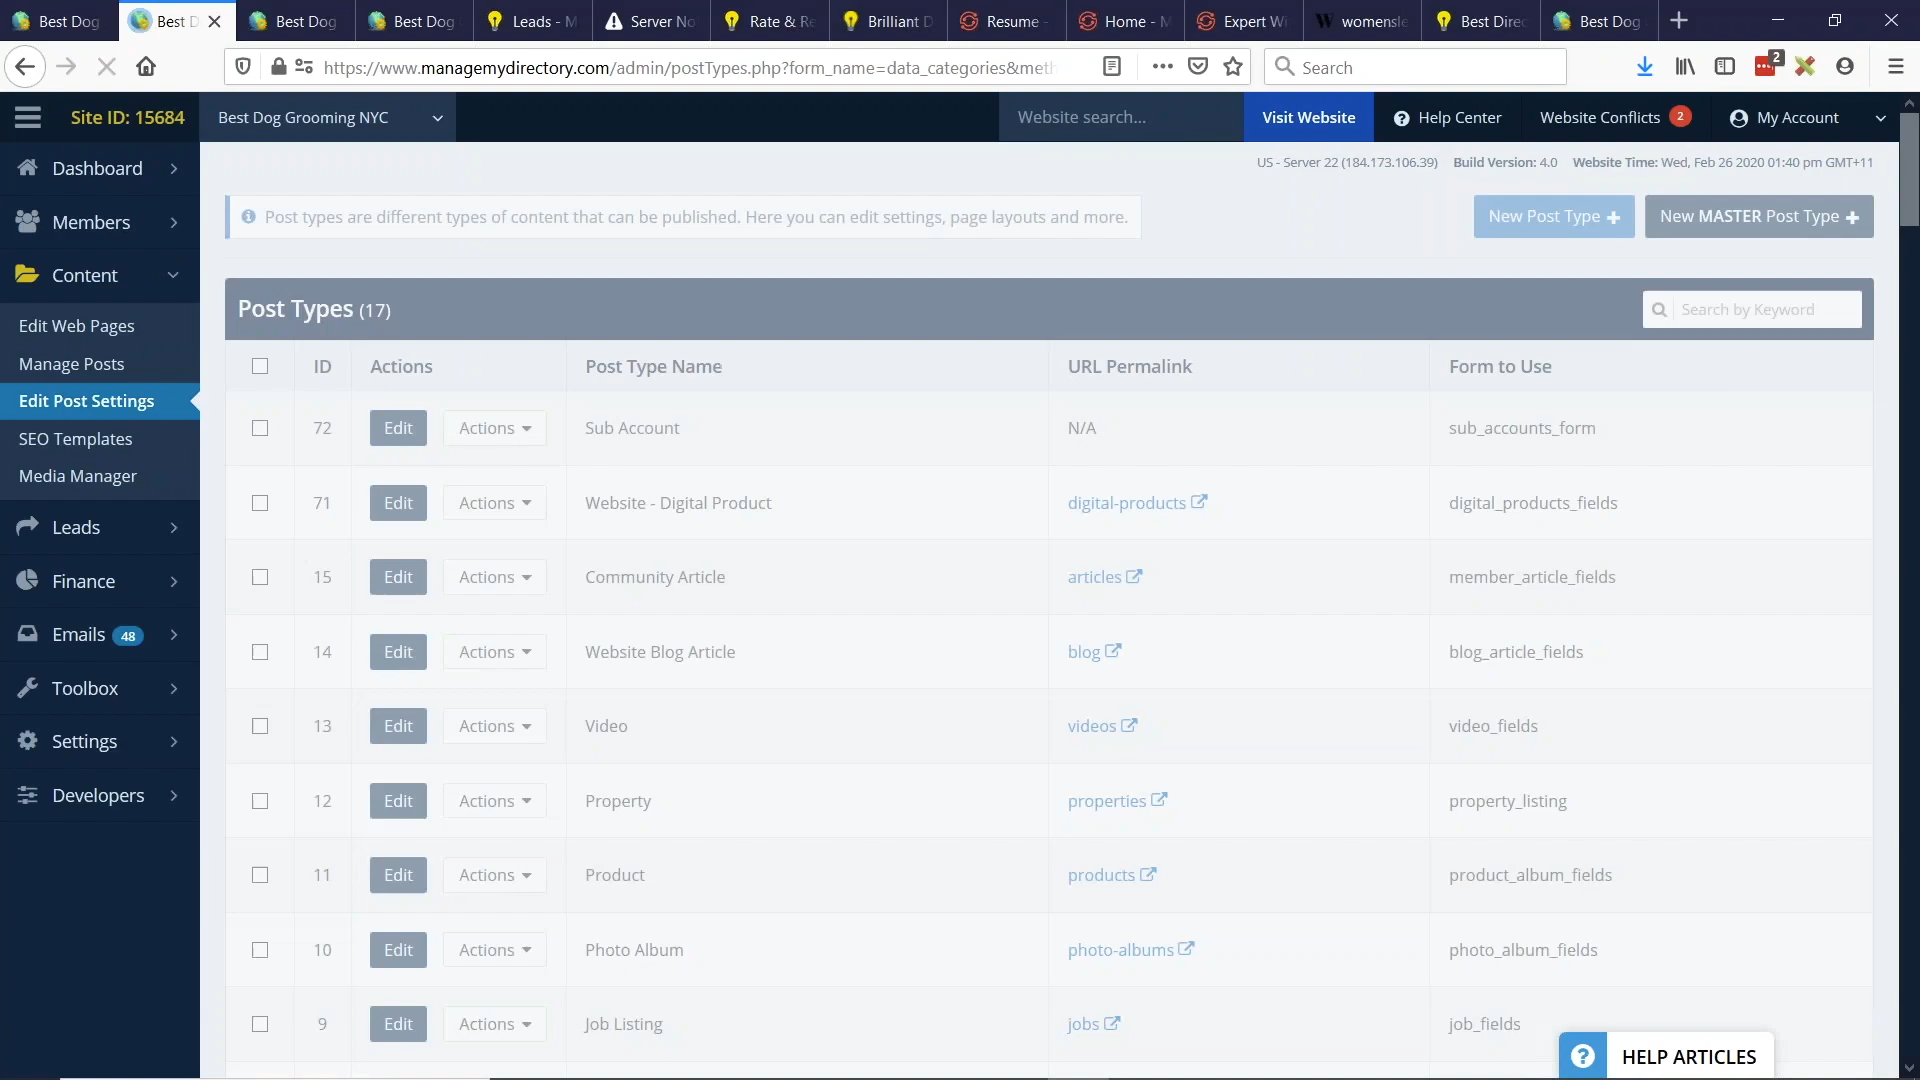 Best Dog
Best D
Best Dog
Best Dog
Leads - M
Server No
Rate & Re
Brilliant D
Resume -
Home - M
Expert Wi
womensle
Best Direc
Best Dog
https://www.managemydirectory.com/admin/postTypes.php?form_name=data_categories&meth
Search
2
Site ID: 15684
Best Dog Grooming NYC
Website search...
Visit Website
Help Center
Website Conflicts 2
My Account
US - Server 22 (184.173.106.39) Build Version: 4.0 Website Time: Wed, Feb 26 2020 01:40 pm GMT+11
Dashboard
Members
Content
Edit Web Pages
Manage Posts
Edit Post Settings
SEO Templates
Media Manager
Leads
Finance
Emails 48
Toolbox
Settings
Developers
Post types are different types of content that can be published. Here you can edit settings, page layouts and more.
New Post Type
New MASTER Post Type
Post Types (17)
Search by Keyword
ID Actions Post Type Name URL Permalink Form to Use
72 Edit Actions Sub Account N/A sub_accounts_form
71 Edit Actions Website - Digital Product digital-products digital_products_fields
15 Edit Actions Community Article articles member_article_fields
14 Edit Actions Website Blog Article blog blog_article_fields
13 Edit Actions Video videos video_fields
12 Edit Actions Property properties property_listing
11 Edit Actions Product products product_album_fields
10 Edit Actions Photo Album photo-albums photo_album_fields
9 Edit Actions Job Listing jobs job_fields
? HELP ARTICLES